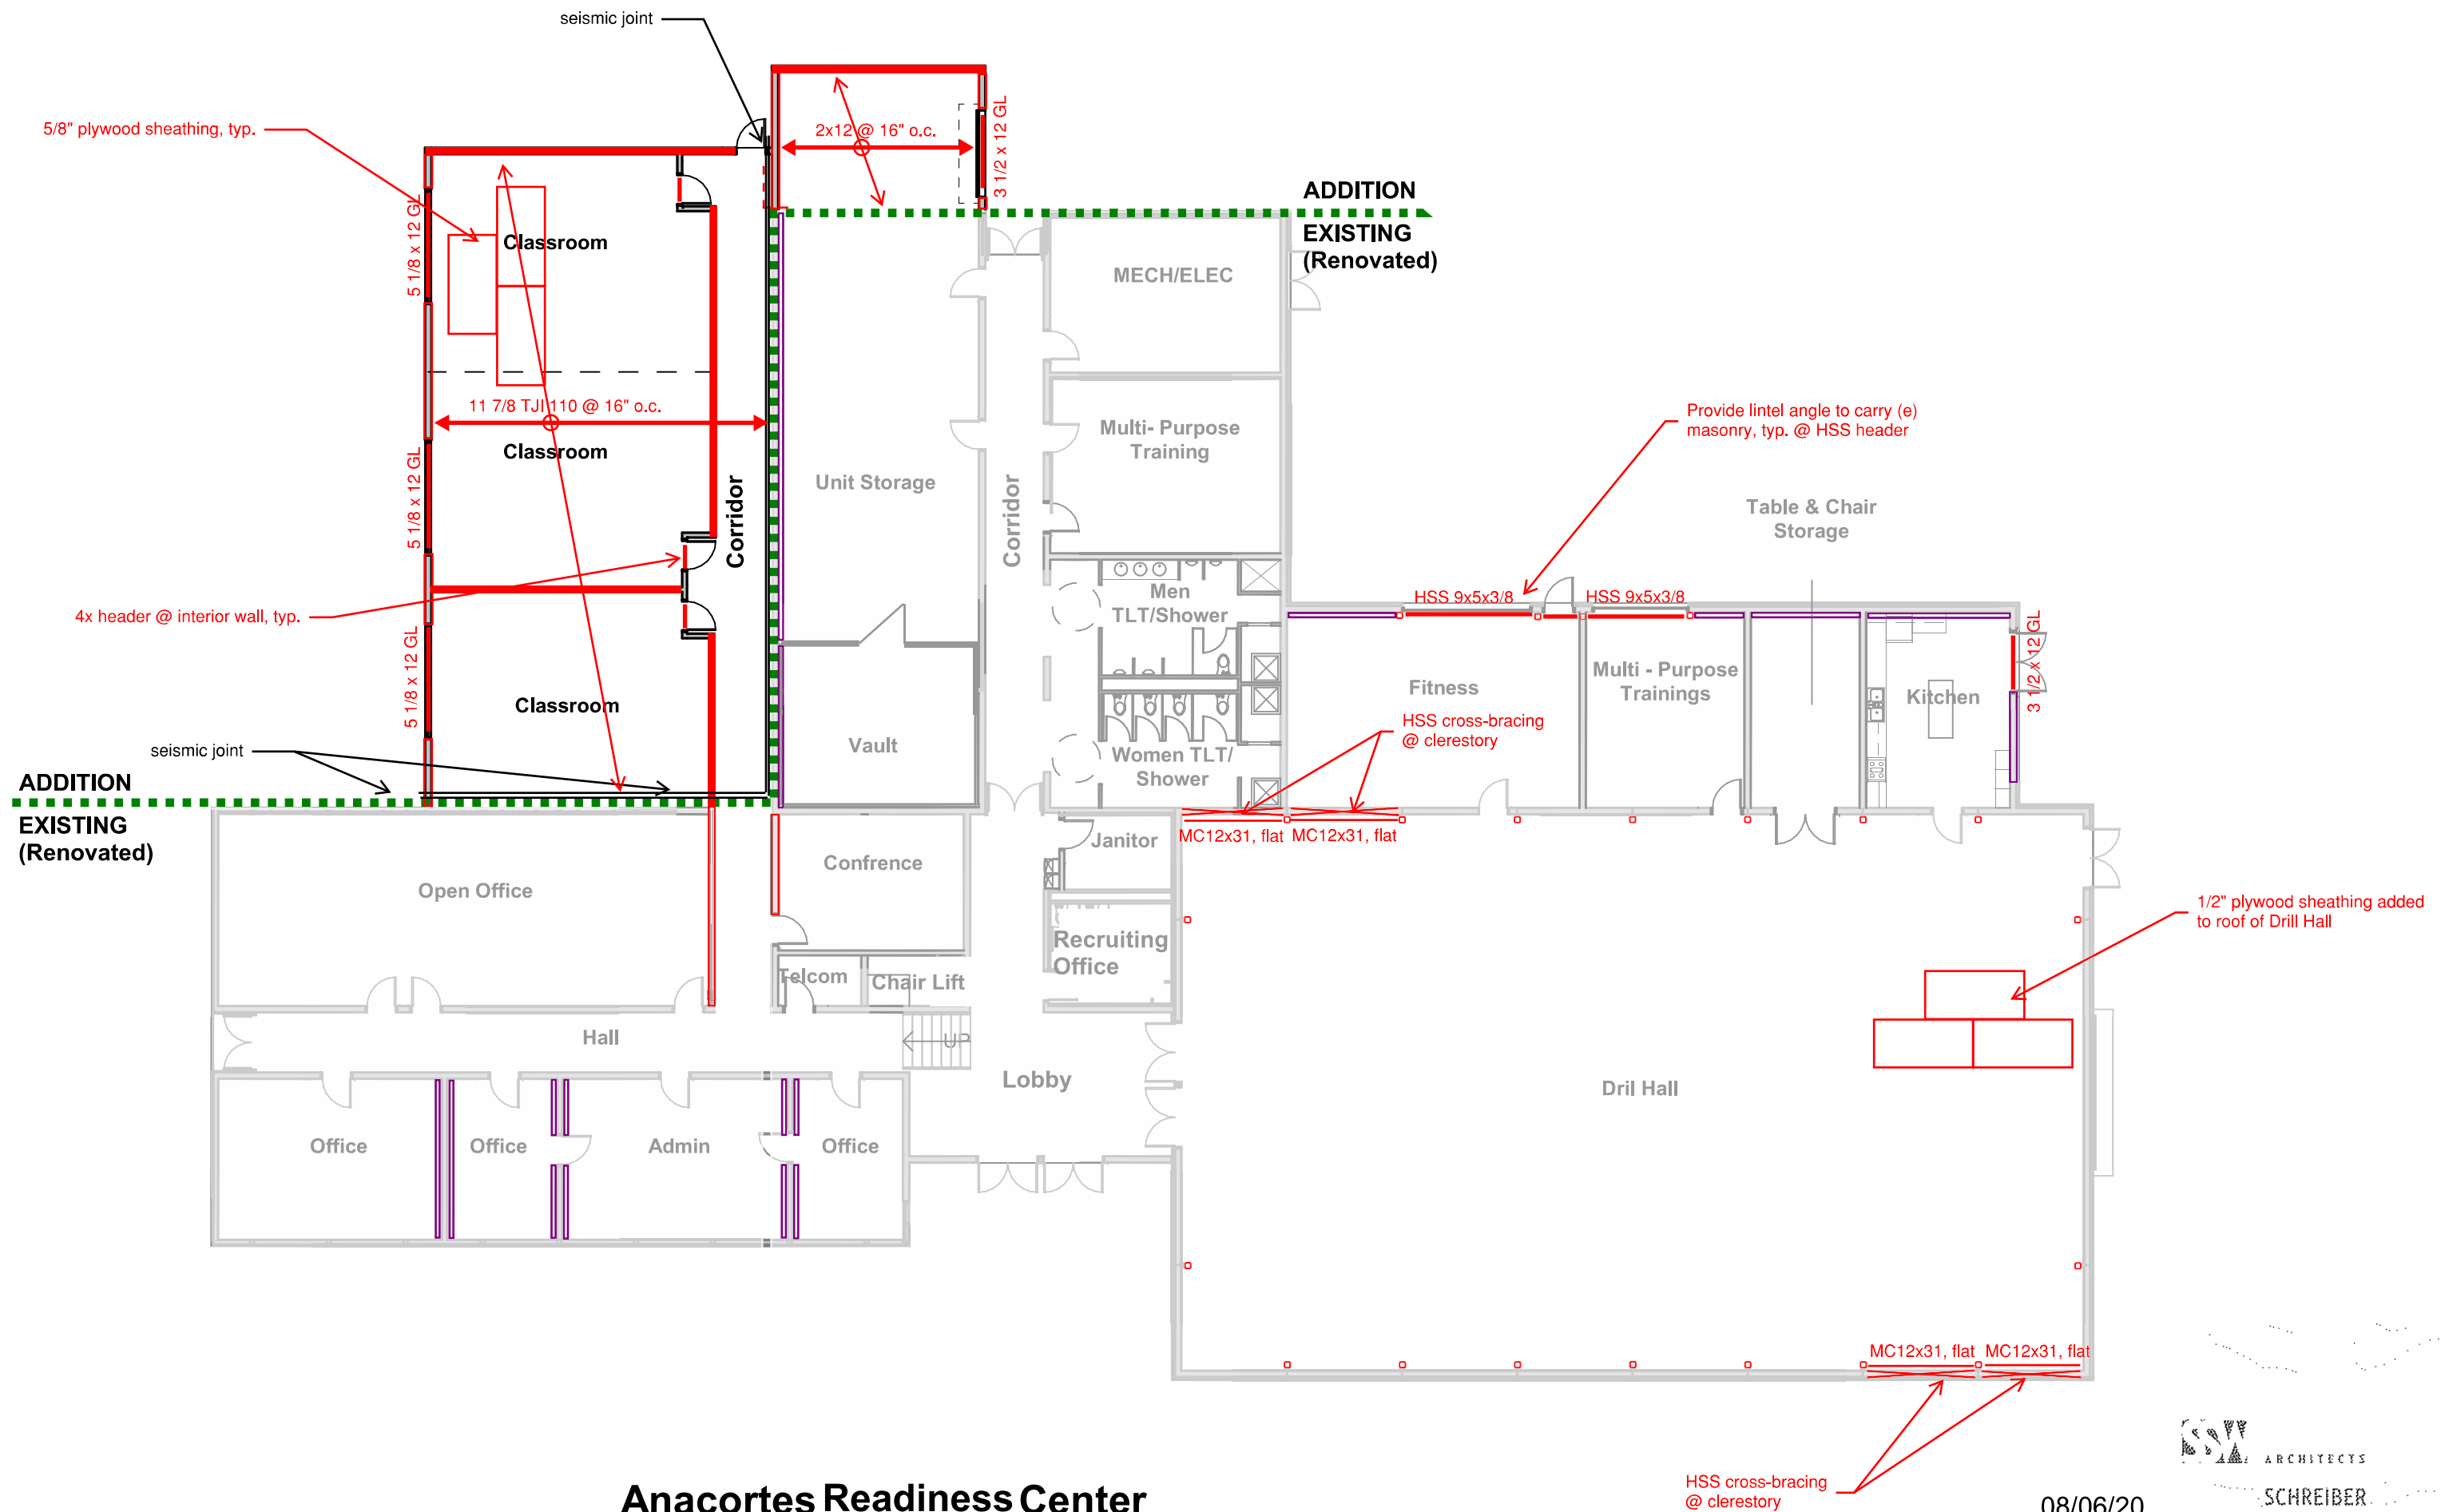 seismic joint
5/8" plywood sheathing, typ.
2x12 @ 16" o.c.
3 1/2 x 12 GL
ADDITION
EXISTING
(Renovated)
5 1/8 x 12 GL
Classroom
MECH/ELEC
11 7/8 TJI 110 @ 16" o.c.
Provide lintel angle to carry (e)
masonry, typ. @ HSS header
Multi- Purpose
Training
Classroom
5 1/8 x 12 GL
Unit Storage
Corridor
Corridor
Table & Chair
Storage
Men
TLT/Shower
HSS 9x5x3/8
HSS 9x5x3/8
4x header @ interior wall, typ.
5 1/8 x 12 GL
Classroom
Fitness
Multi - Purpose
Trainings
Kitchen
3 1/2 x 12 GL
HSS cross-bracing
@ clerestory
Vault
Women TLT/
Shower
seismic joint
ADDITION
EXISTING
(Renovated)
MC12x31, flat
MC12x31, flat
Janitor
Confrence
Open Office
1/2" plywood sheathing added
to roof of Drill Hall
Recruiting
Office
Telcom
Chair Lift
Hall
UP
Lobby
Dril Hall
Office
Office
Admin
Office
MC12x31, flat
MC12x31, flat
HSS cross-bracing
@ clerestory
Anacortes Readiness Center
08/06/20
SSW
ARCHITECTS
SCHREIBER